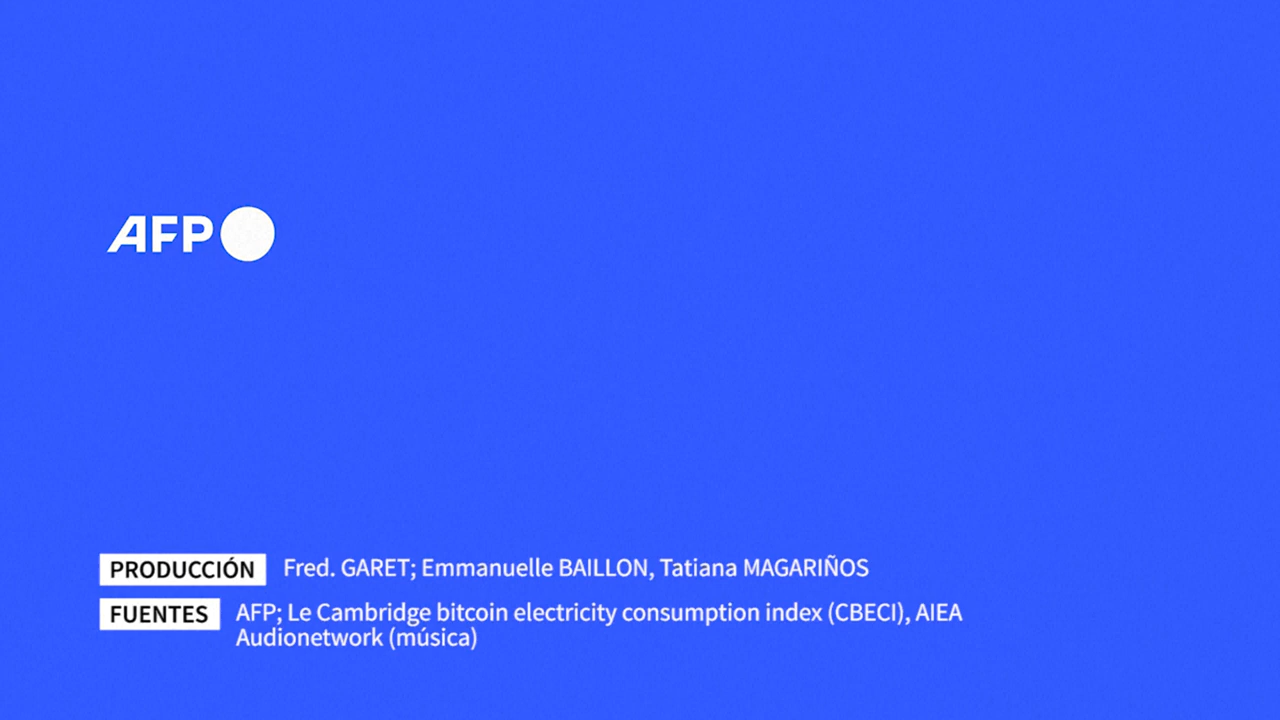 AFP
PRODUCCIÓN Fred. GARET; Emmanuelle BAILLON, Tatiana MAGARIÑOS
FUENTES AFP; Le Cambridge bitcoin electricity consumption index (CBECI), AIEA
Audionetwork (música)